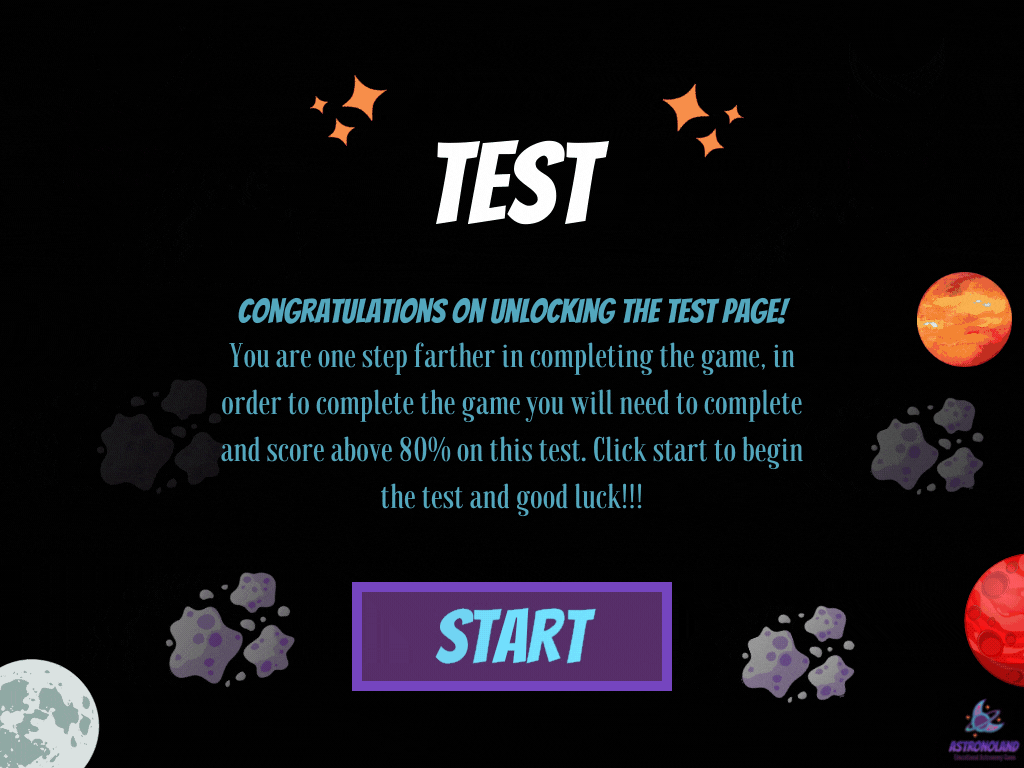 TEST
CONGRATULATIONS ON UNLOCKING THE TEST PAGE!
You are one step farther in completing the game, in
order to complete the game you will need to complete
and score above 80% on this test. Click start to begin
the test and good luck!!!
START
ASTRONOLAND